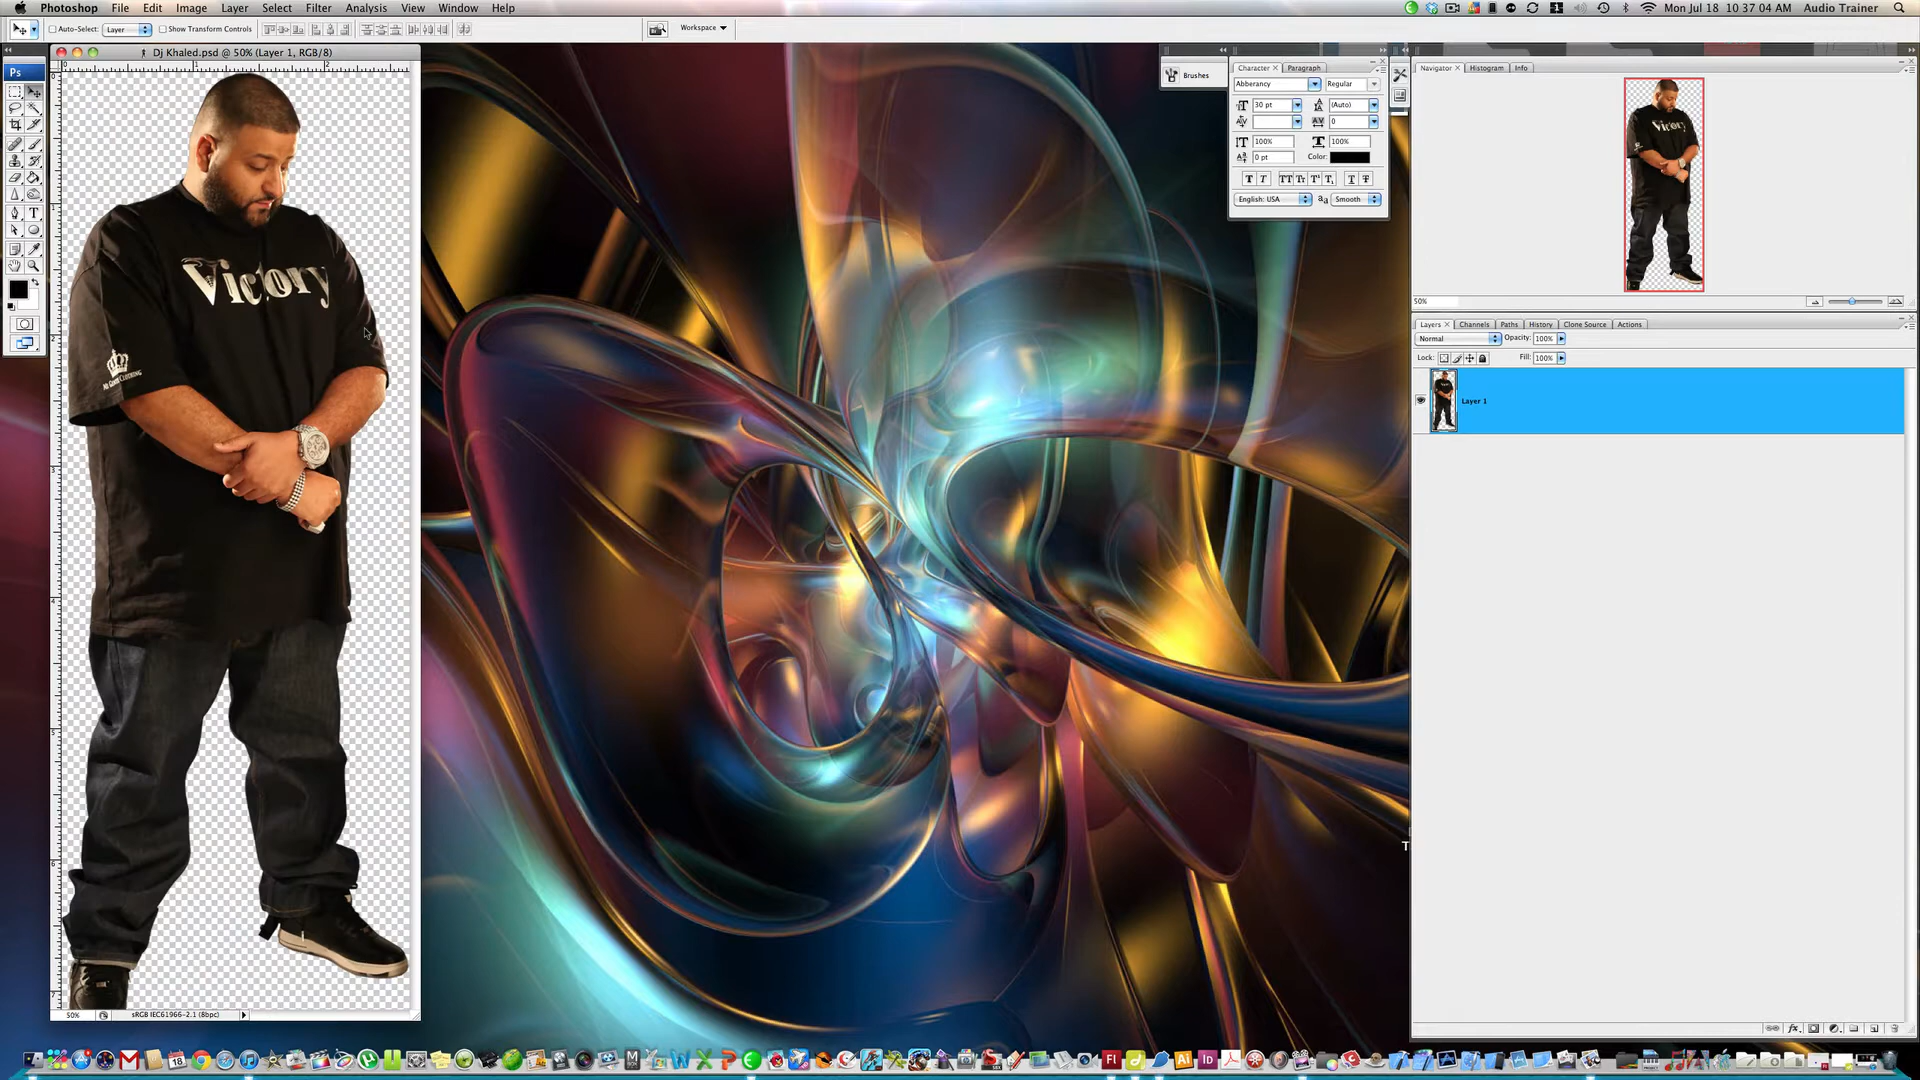 Photoshop File Edit Image Layer Select Filter Analysis View Window Help
Mon Jul 18 10:37:04 AM Audio Trainer
Auto-Select: Layer Show Transform Controls
Workspace
Dj Khaled.psd @ 50% (Layer 1, RGB/8)
Ps
Victory
50%
sRGB IEC61966-2.1 (8bpc)
Brushes
Character Paragraph
Abberancy Regular
30 pt (Auto)
0
100% 100%
0 pt Color:
English: USA Smooth
Navigator Histogram Info
50%
Layers Channels Paths History Clone Source Actions
Normal Opacity: 100%
Lock: Fill: 100%
Layer 1